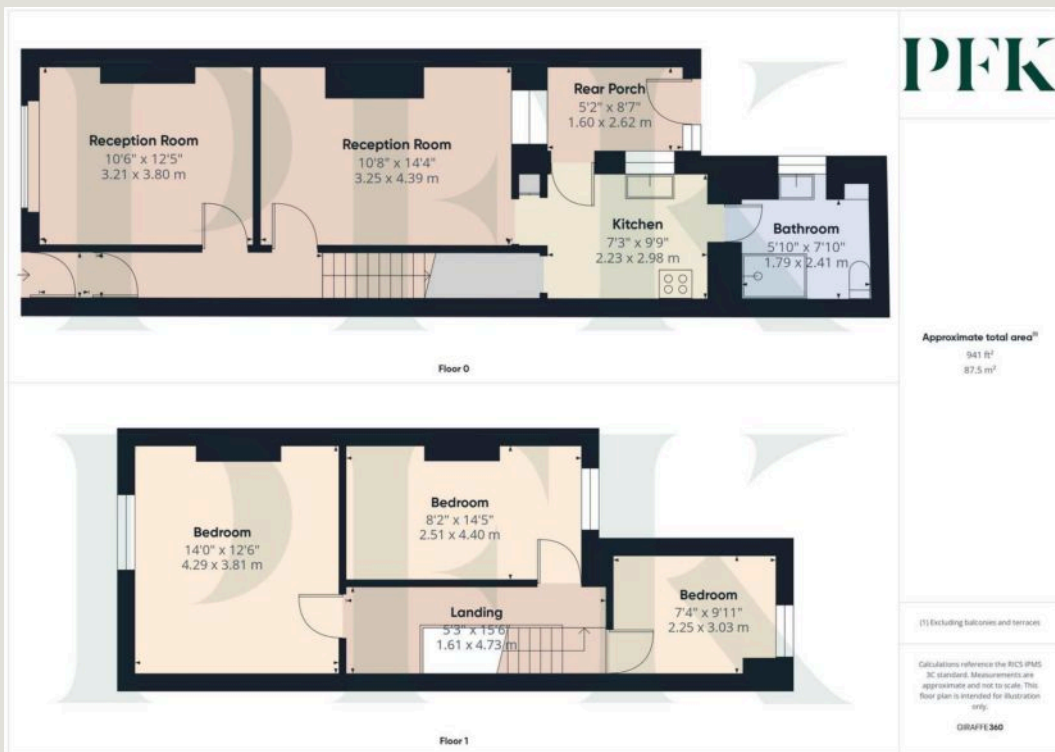 PFK
Reception Room
10'6" x 12'5"
3.21 x 3.80 m
Reception Room
10'8" x 14'4"
3.25 x 4.39 m
Rear Porch
5'2" x 8'7"
1.60 x 2.62 m
Kitchen
7'3" x 9'9"
2.23 x 2.98 m
Bathroom
5'10" x 7'10"
1.79 x 2.41 m
Floor 0
Bedroom
14'0" x 12'6"
4.29 x 3.81 m
Bedroom
8'2" x 14'5"
2.51 x 4.40 m
Landing
5'3" x 15'6"
1.61 x 4.73 m
Bedroom
7'4" x 9'11"
2.25 x 3.03 m
Floor 1
PFK
Approximate total area(1)
941 ft²
87.5 m²
(1) Excluding balconies and terraces
Calculations reference the RICS IPMS
3C standard. Measurements are
approximate and not to scale. This
floor plan is intended for illustration
only.
GIRAFFE360